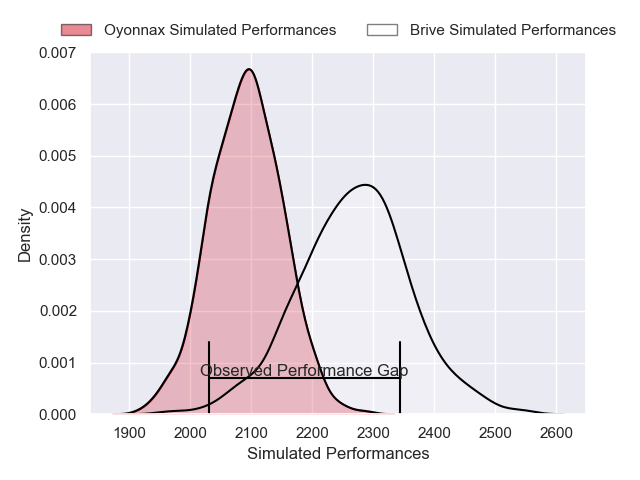 Oyonnax Simulated Performances
Brive Simulated Performances
0.007
0.006
0.005
0.004
0.003
0.002
0.001
0.000
Density
Observed Performance Gap
1900 2000 2100 2200 2300 2400 2500 2600
Simulated Performances